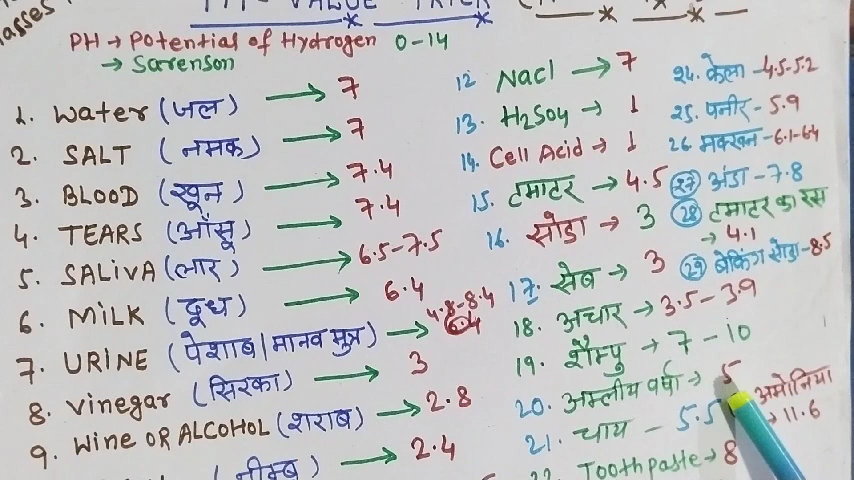 asses
PH VALUE TRICK
PH → Potential of Hydrogen 0-14
→ Sarenson
1. Water (जल) → 7
2. SALT (नमक) → 7
3. BLOOD (खून) → 7.4
4. TEARS (आँसू) → 7.4
5. SALIVA (लार) → 6.5-7.5
6. MILK (दूध) → 6.4
7. URINE (पेशाब/मानव मूत्र) → 4.8-8.4
6.4
8. Vinegar (सिरका) → 3
9. Wine OR ALCOHOL (शराब) → 2.8
(नीम्बू) → 2.4
12. Nacl → 7
13. H2So4 → 1
14. Cell Acid → 1
15. टमाटर → 4.5
16. सोडा → 3
17. सेब → 3
18. अचार → 3.5-3.9
19. शैम्पु → 7-10
20. अम्लीय वर्षा → 5
21. चाय - 5.5
22. Toothpaste → 8
24. केला - 4.5-5.2
25. पनीर - 5.9
26. मक्खन - 6.1-6.4
27 अंडा - 7.8
28 टमाटर का रस
→ 4.1
29 बेकिंग सोडा - 8.5
अमोनिया
→ 11.6